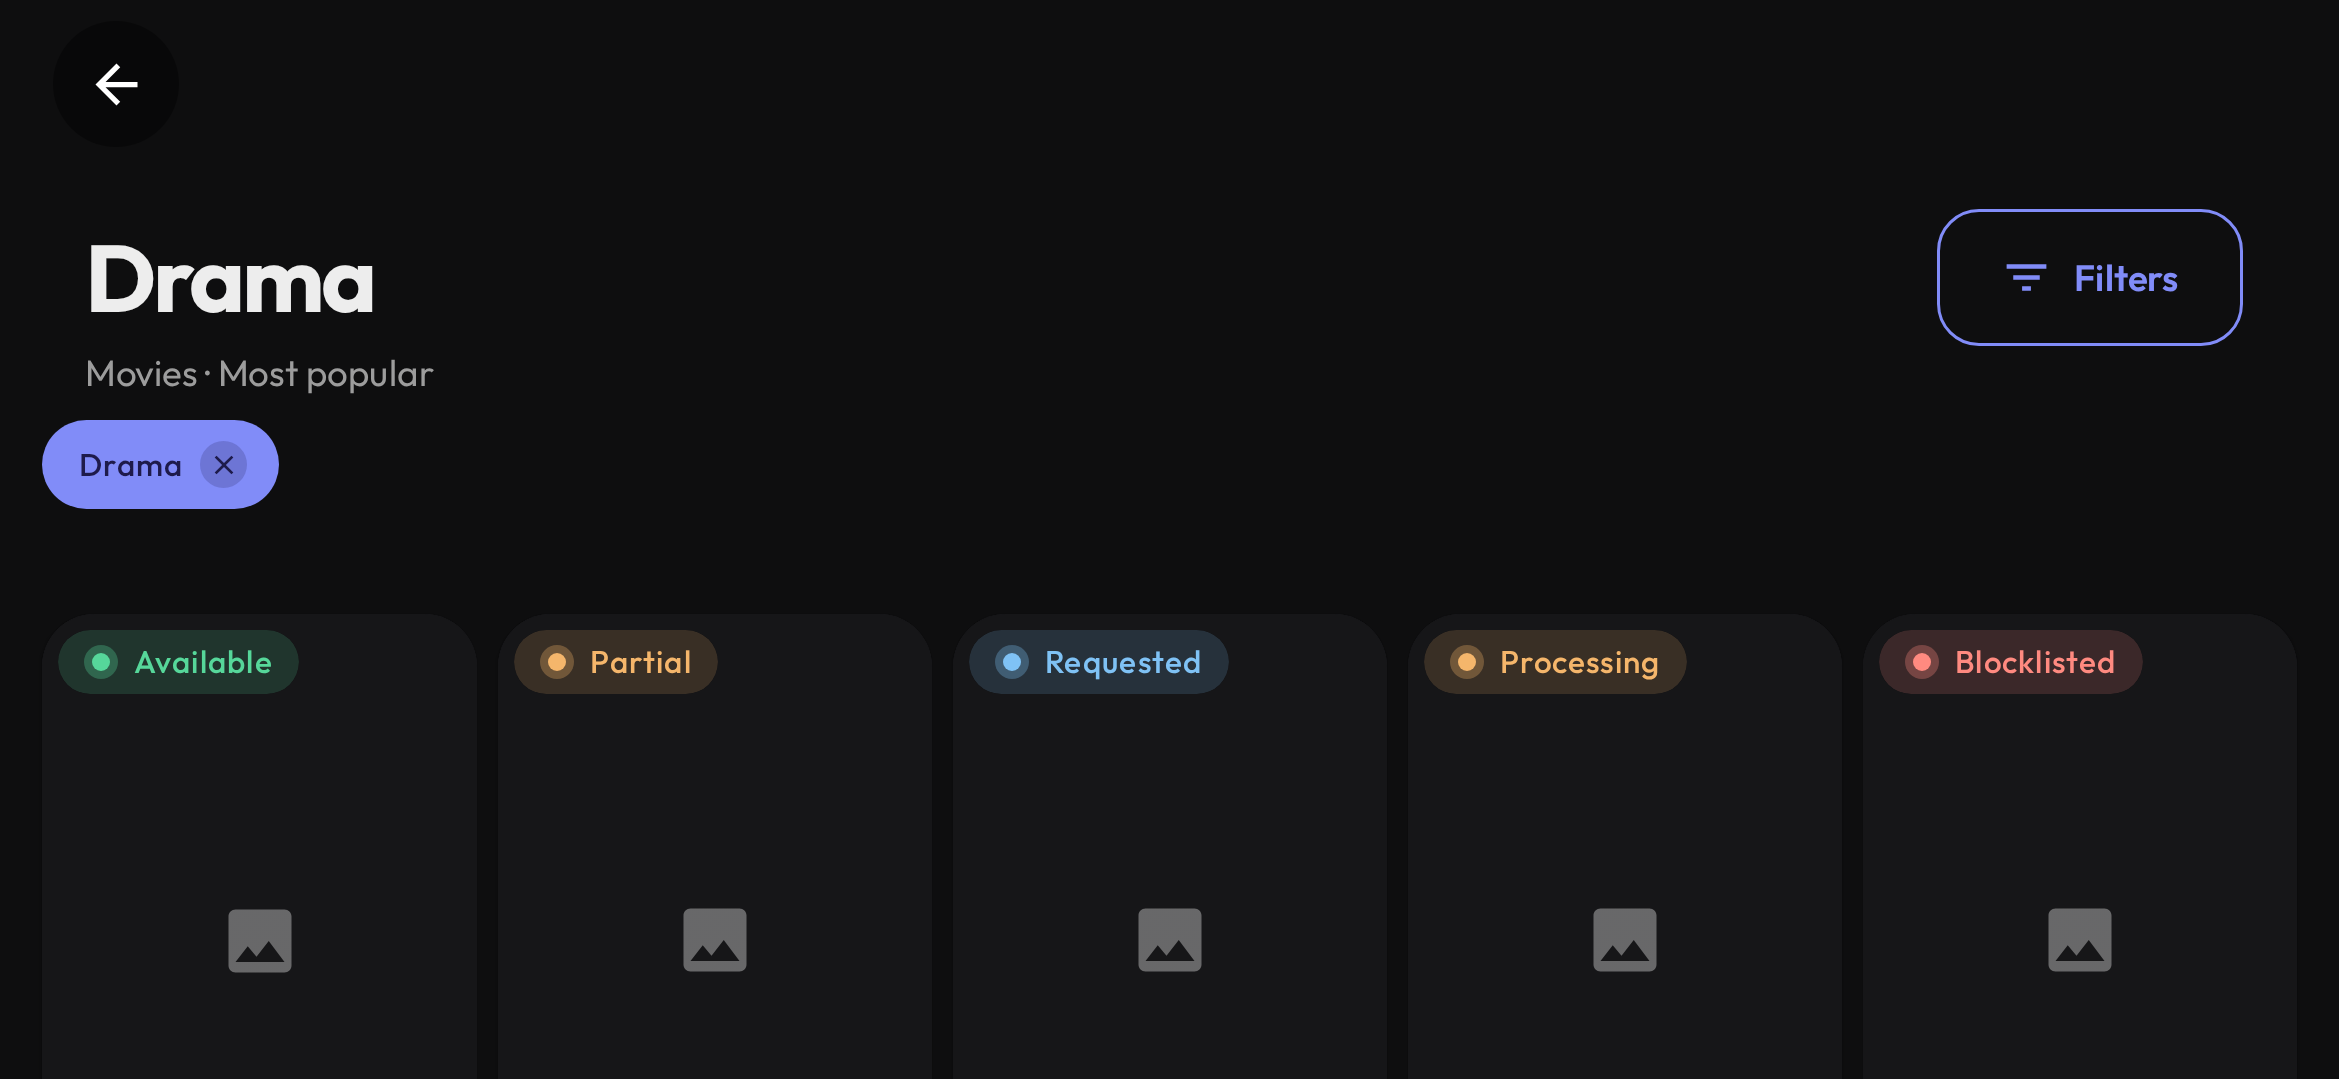 Drama
Filters
Movies · Most popular
Drama
Available
Partial
Requested
Processing
Blocklisted